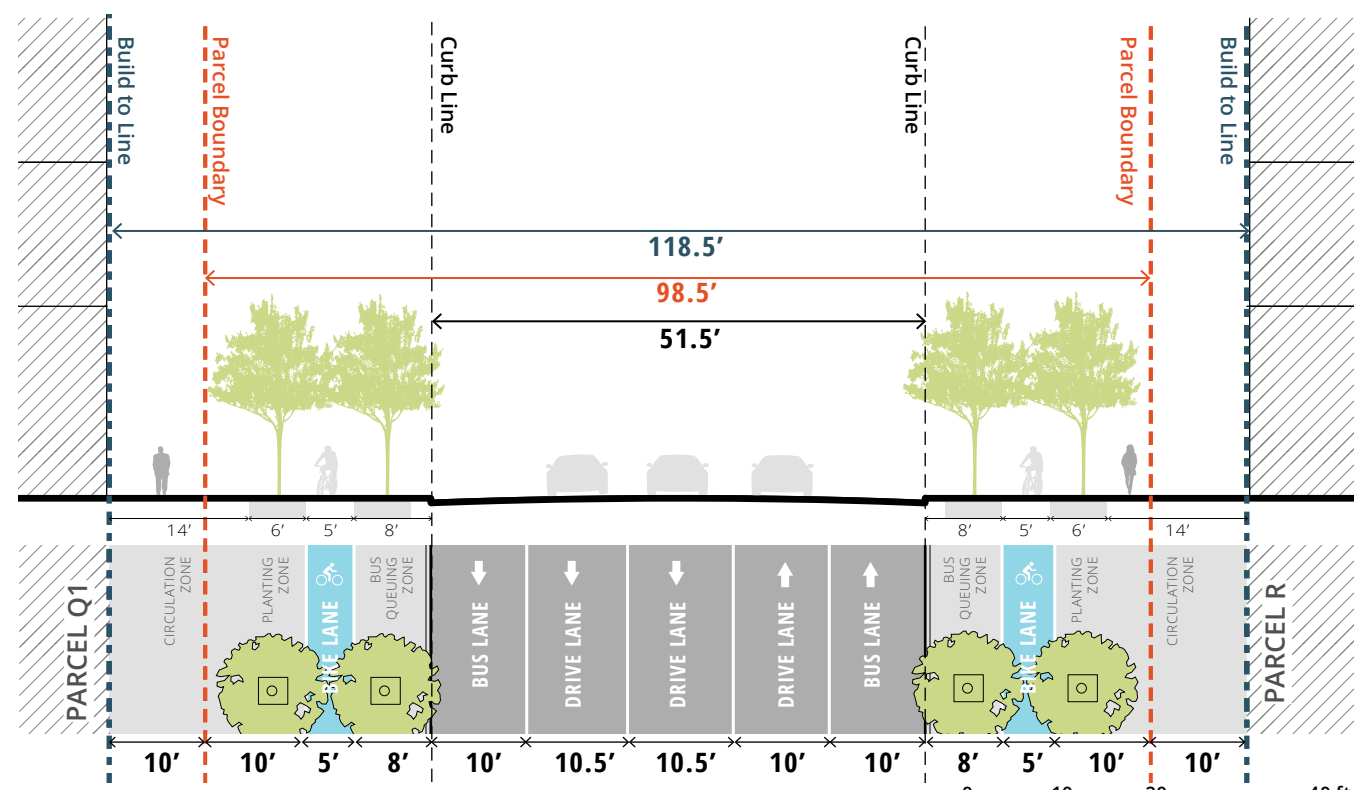 Build to Line
Parcel Boundary
Curb Line
Curb Line
Parcel Boundary
Build to Line
118.5’
98.5’
51.5’
14’
6’
5’
8’
8’
5’
6’
14’
PARCEL Q1
CIRCULATION
ZONE
PLANTING
ZONE
BIKE LANE
BUS
QUEUING
ZONE
BUS LANE
DRIVE LANE
DRIVE LANE
DRIVE LANE
BUS LANE
BUS
QUEUING
ZONE
BIKE LANE
PLANTING
ZONE
CIRCULATION
ZONE
PARCEL R
10’
10’
5’
8’
10’
10.5’
10.5’
10’
10’
8’
5’
10’
10’